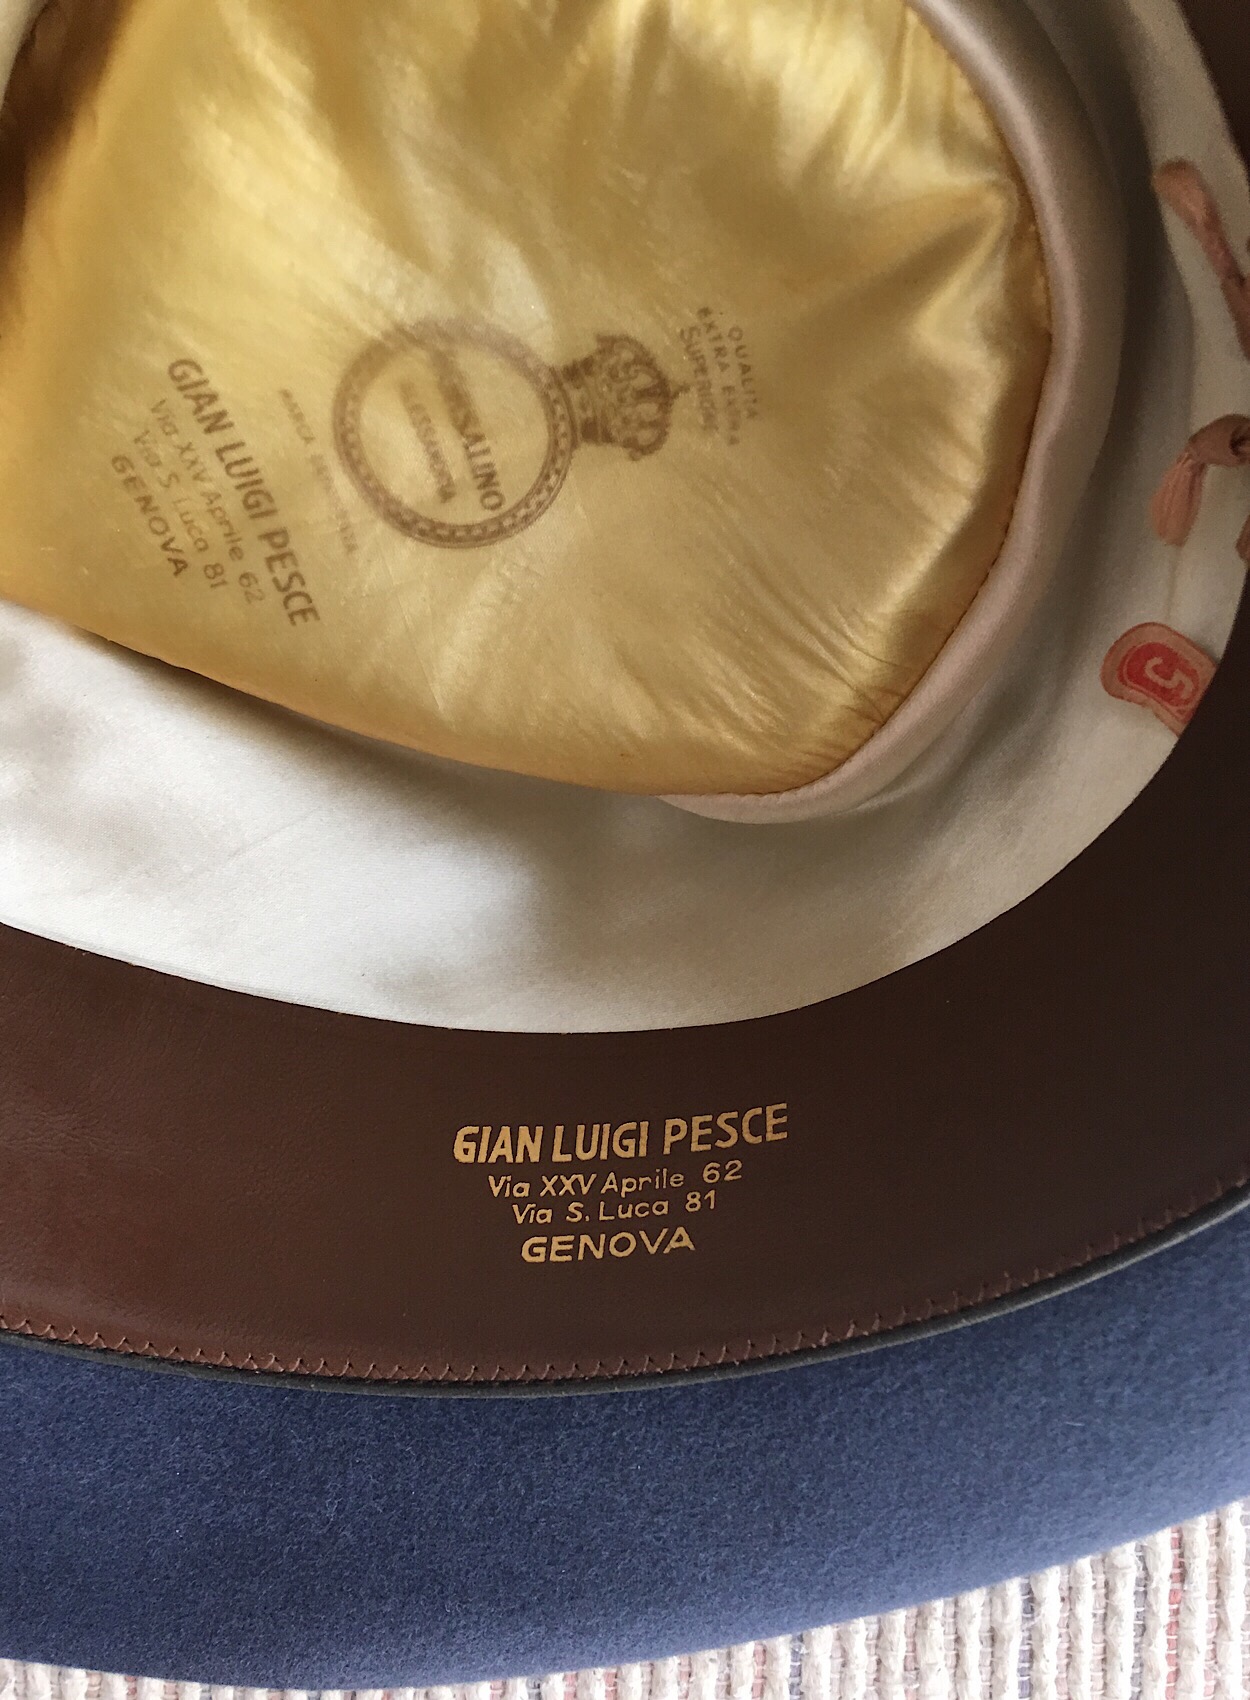 QUALITÀ
EXTRA EXTRA
SUPERIORE
BORSALINO
ALESSANDRIA
MARCA DEPOSITATA
GIAN LUIGI PESCE
Via XXV Aprile 62
Via S. Luca 81
GENOVA
5
GIAN LUIGI PESCE
Via XXV Aprile 62
Via S. Luca 81
GENOVA